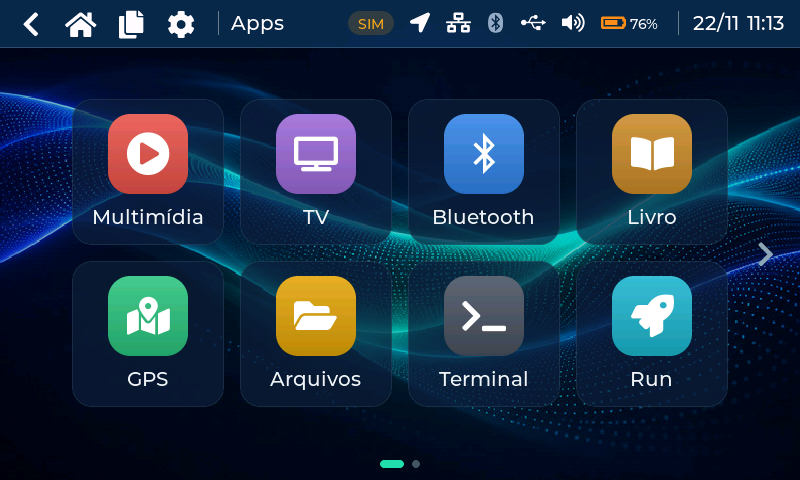 Apps SIM 76% 22/11 11:13
Multimídia TV Bluetooth Livro
GPS Arquivos Terminal Run